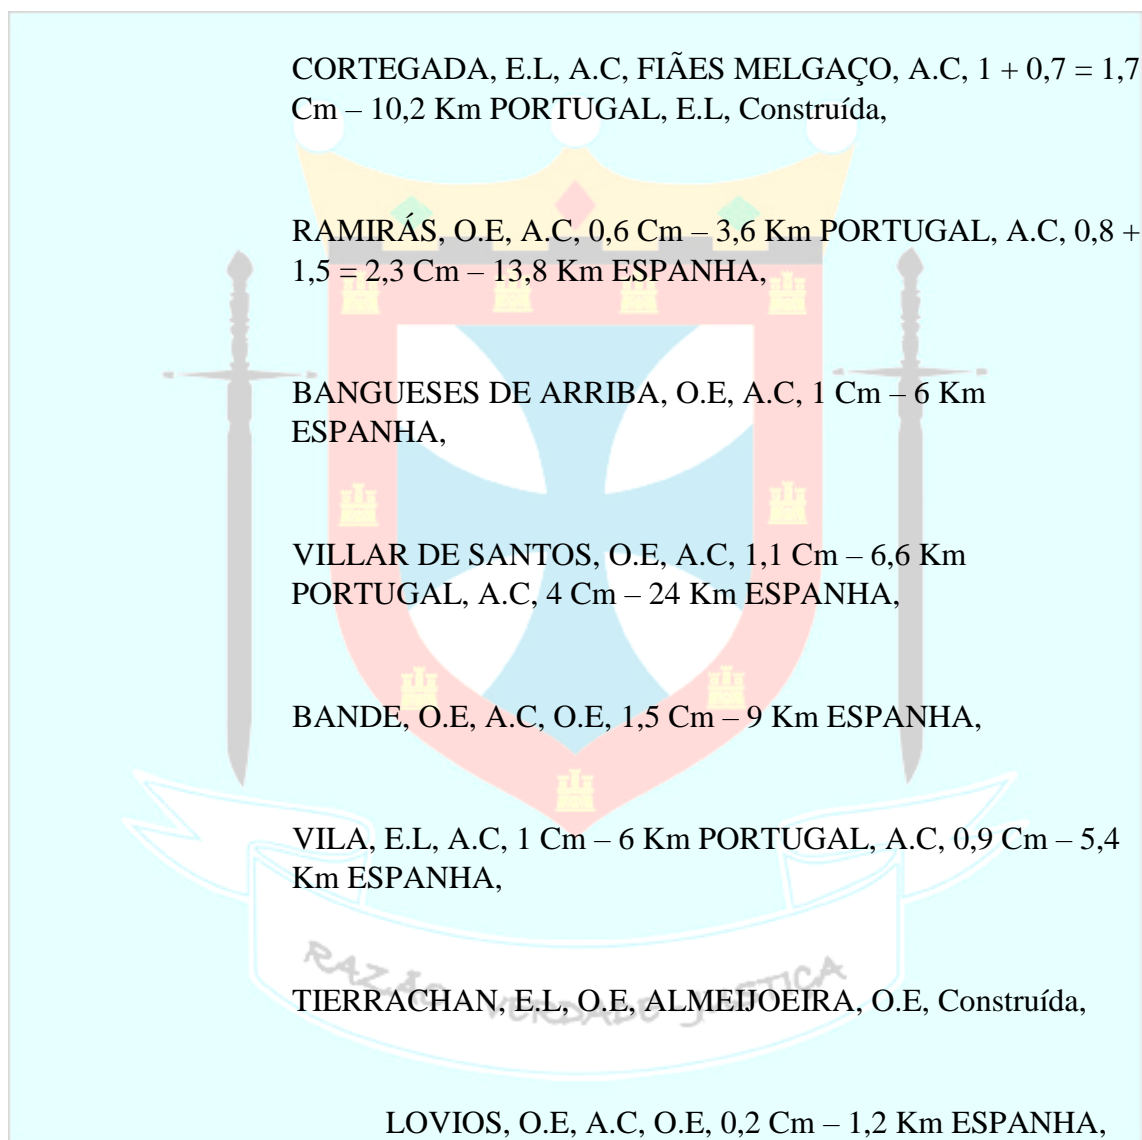 CORTEGADA, E.L, A.C, FIÃES MELGAÇO, A.C, 1 + 0,7 = 1,7
Cm – 10,2 Km PORTUGAL, E.L, Construída,
RAMIRÁS, O.E, A.C, 0,6 Cm – 3,6 Km PORTUGAL, A.C, 0,8 +
1,5 = 2,3 Cm – 13,8 Km ESPANHA,
BANGUESES DE ARRIBA, O.E, A.C, 1 Cm – 6 Km
ESPANHA,
VILLAR DE SANTOS, O.E, A.C, 1,1 Cm – 6,6 Km
PORTUGAL, A.C, 4 Cm – 24 Km ESPANHA,
BANDE, O.E, A.C, O.E, 1,5 Cm – 9 Km ESPANHA,
VILA, E.L, A.C, 1 Cm – 6 Km PORTUGAL, A.C, 0,9 Cm – 5,4
Km ESPANHA,
RAZÃO VERDADE JUSTIÇA
TIERRACHAN, E.L, O.E, ALMEIJOEIRA, O.E, Construída,
LOVIOS, O.E, A.C, O.E, 0,2 Cm – 1,2 Km ESPANHA,